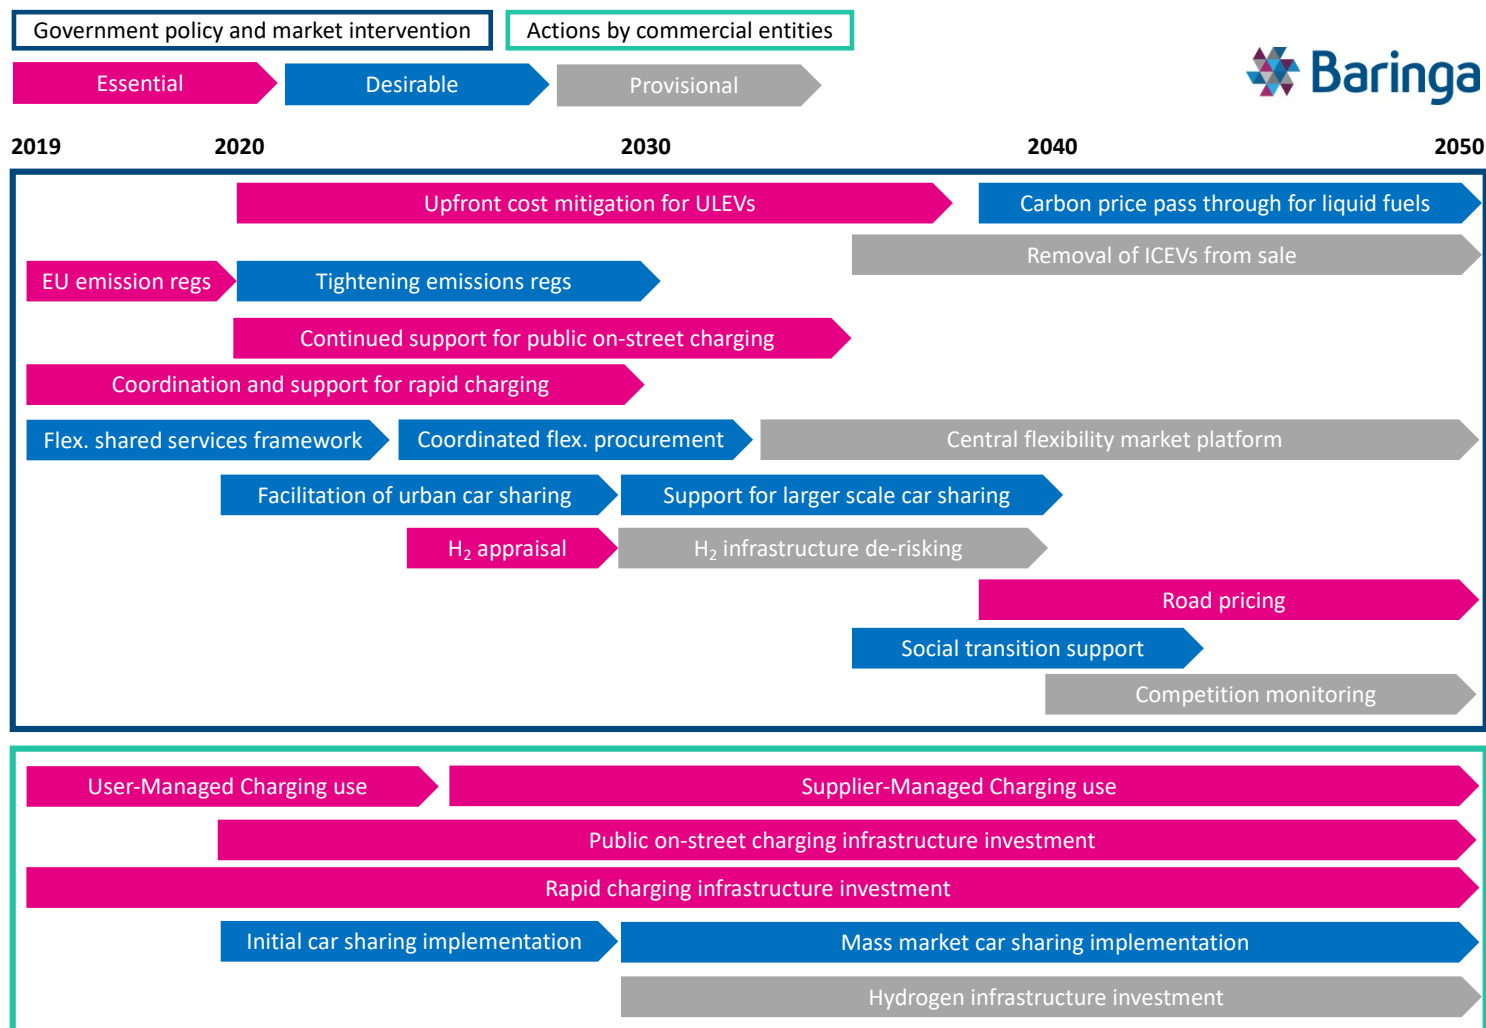 Government policy and market intervention
Actions by commercial entities
Essential
Desirable
Provisional
Baringa
2019
2020
2030
2040
2050
Upfront cost mitigation for ULEVs
Carbon price pass through for liquid fuels
Removal of ICEVs from sale
EU emission regs
Tightening emissions regs
Continued support for public on-street charging
Coordination and support for rapid charging
Flex. shared services framework
Coordinated flex. procurement
Central flexibility market platform
Facilitation of urban car sharing
Support for larger scale car sharing
H₂ appraisal
H₂ infrastructure de-risking
Road pricing
Social transition support
Competition monitoring
User-Managed Charging use
Supplier-Managed Charging use
Public on-street charging infrastructure investment
Rapid charging infrastructure investment
Initial car sharing implementation
Mass market car sharing implementation
Hydrogen infrastructure investment